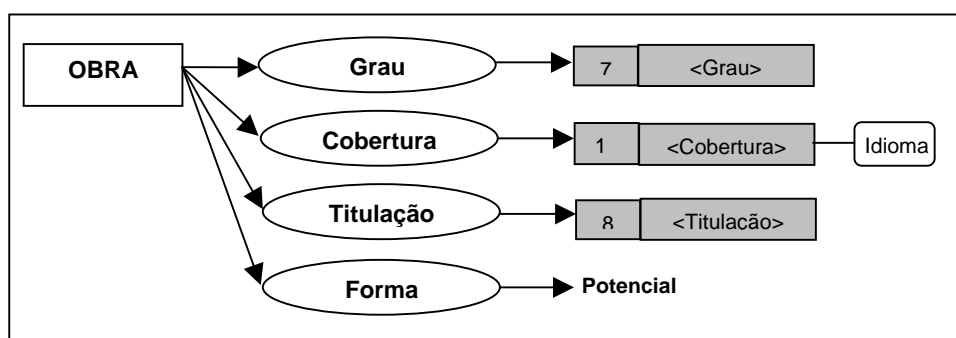 OBRA
Grau
7 <Grau>
Cobertura
1 <Cobertura>
Idioma
Titulação
8 <Titulacão>
Forma
Potencial